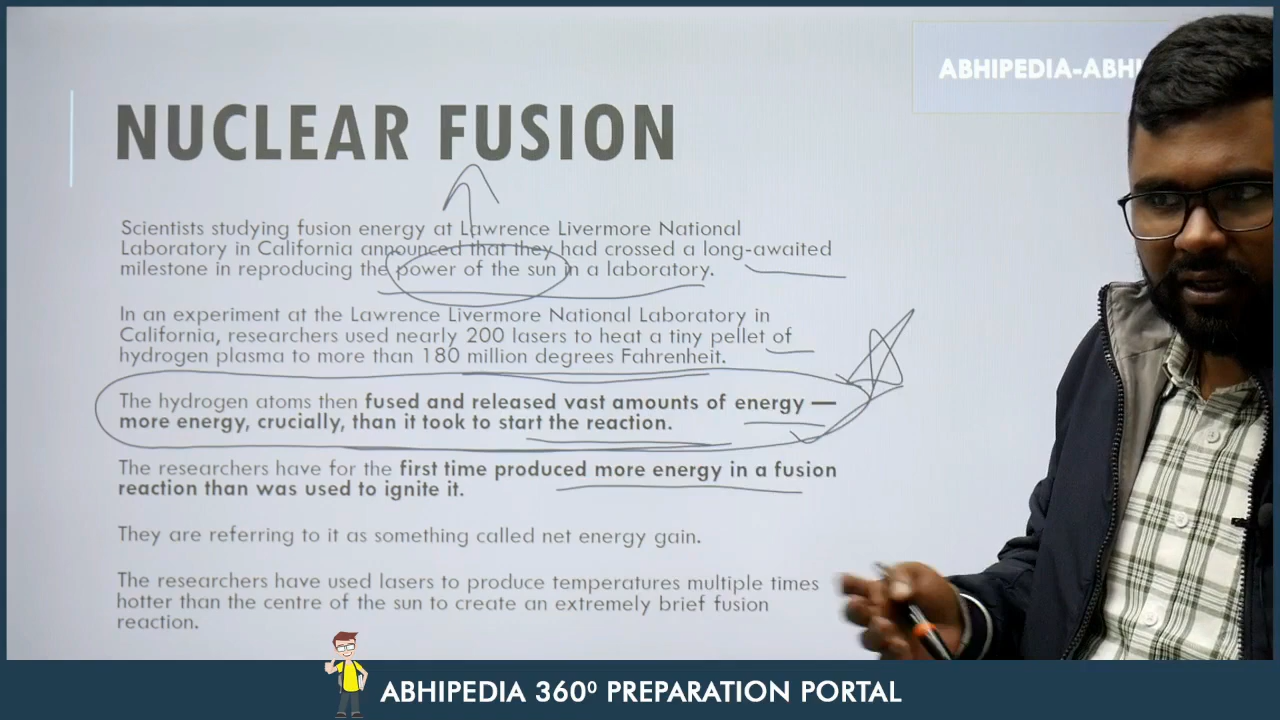 ABHIPEDIA-ABHI
NUCLEAR FUSION
Scientists studying fusion energy at Lawrence Livermore National
Laboratory in California announced that they had crossed a long-awaited
milestone in reproducing the power of the sun in a laboratory.
In an experiment at the Lawrence Livermore National Laboratory in
California, researchers used nearly 200 lasers to heat a tiny pellet of
hydrogen plasma to more than 180 million degrees Fahrenheit.
The hydrogen atoms then fused and released vast amounts of energy —
more energy, crucially, than it took to start the reaction.
The researchers have for the first time produced more energy in a fusion
reaction than was used to ignite it.
They are referring to it as something called net energy gain.
The researchers have used lasers to produce temperatures multiple times
hotter than the centre of the sun to create an extremely brief fusion
reaction.
ABHIPEDIA 360⁰ PREPARATION PORTAL